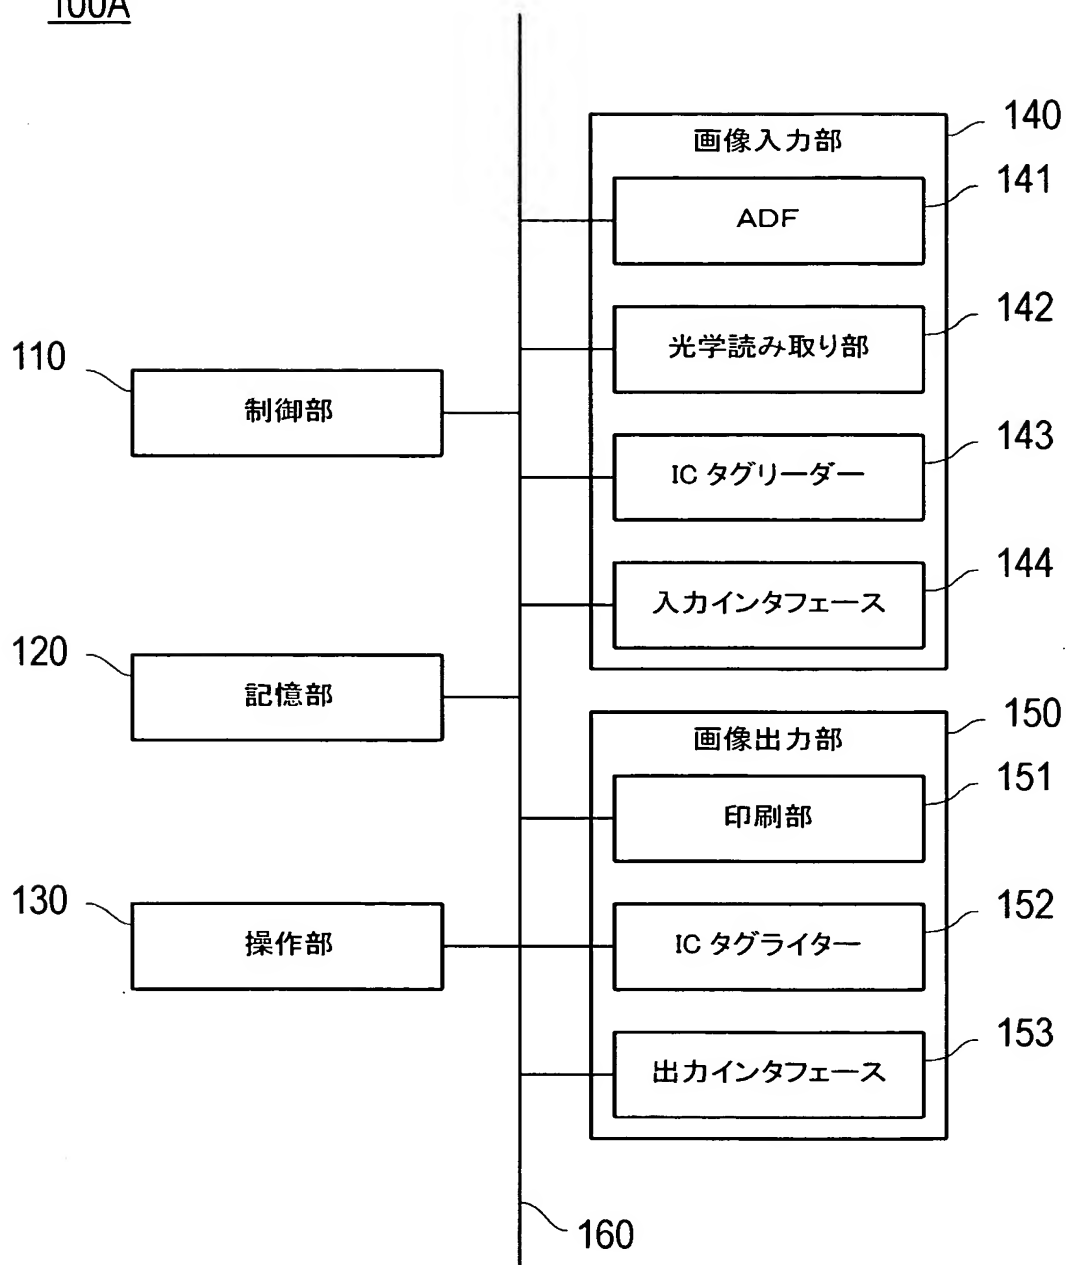 100A
140
画像入力部
141
ADF
142
光学読み取り部
110
制御部
143
IC タグリーダー
144
入力インタフェース
120
記憶部
150
画像出力部
151
印刷部
130
操作部
152
IC タグライター
153
出力インタフェース
160